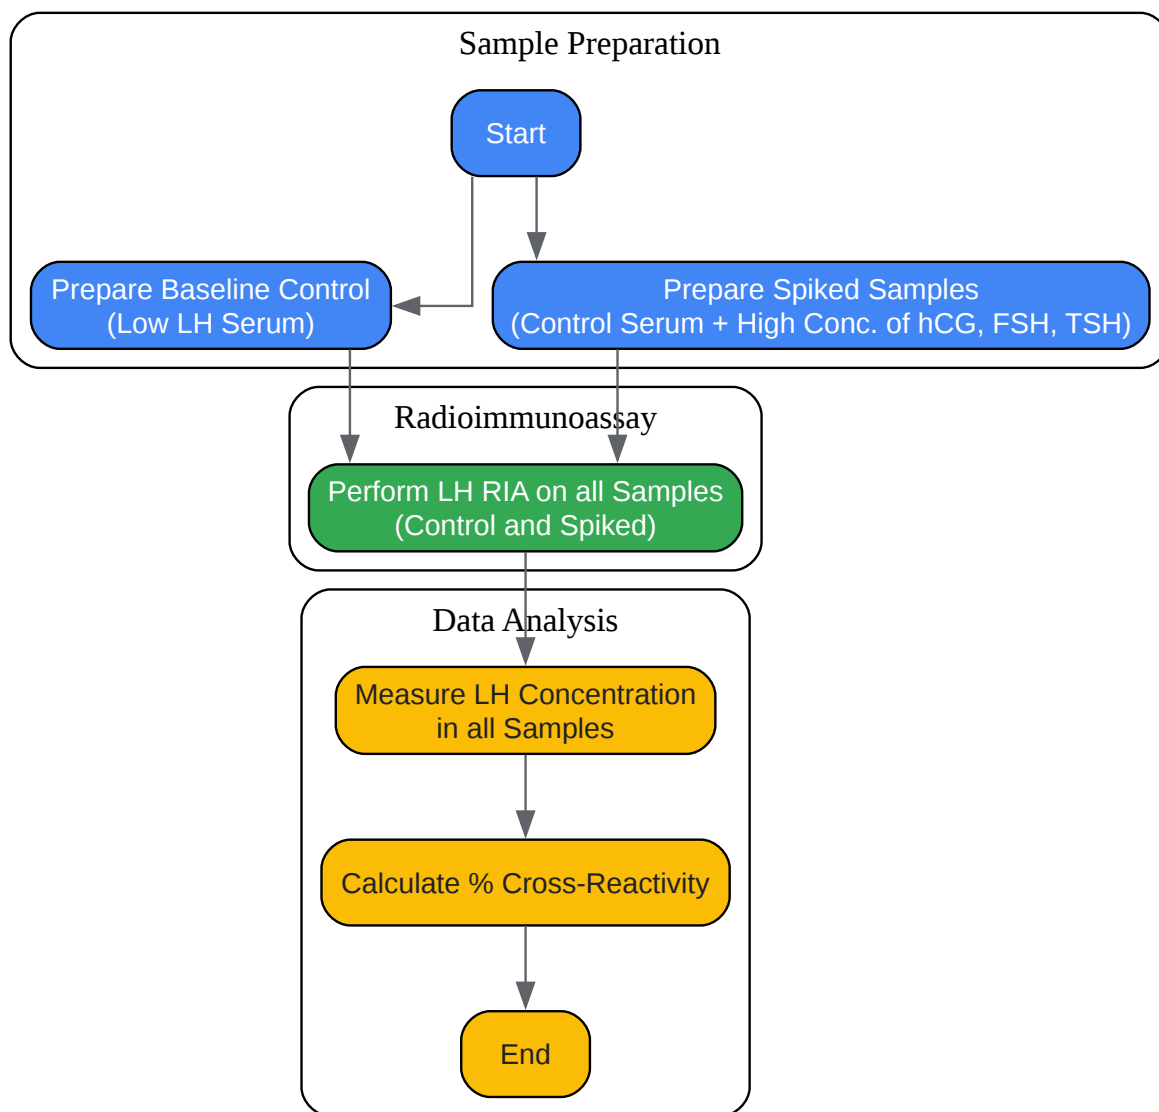 Sample Preparation
Start
Prepare Baseline Control
(Low LH Serum)
Prepare Spiked Samples
(Control Serum + High Conc. of hCG, FSH, TSH)
Radioimmunoassay
Perform LH RIA on all Samples
(Control and Spiked)
Data Analysis
Measure LH Concentration
in all Samples
Calculate % Cross-Reactivity
End